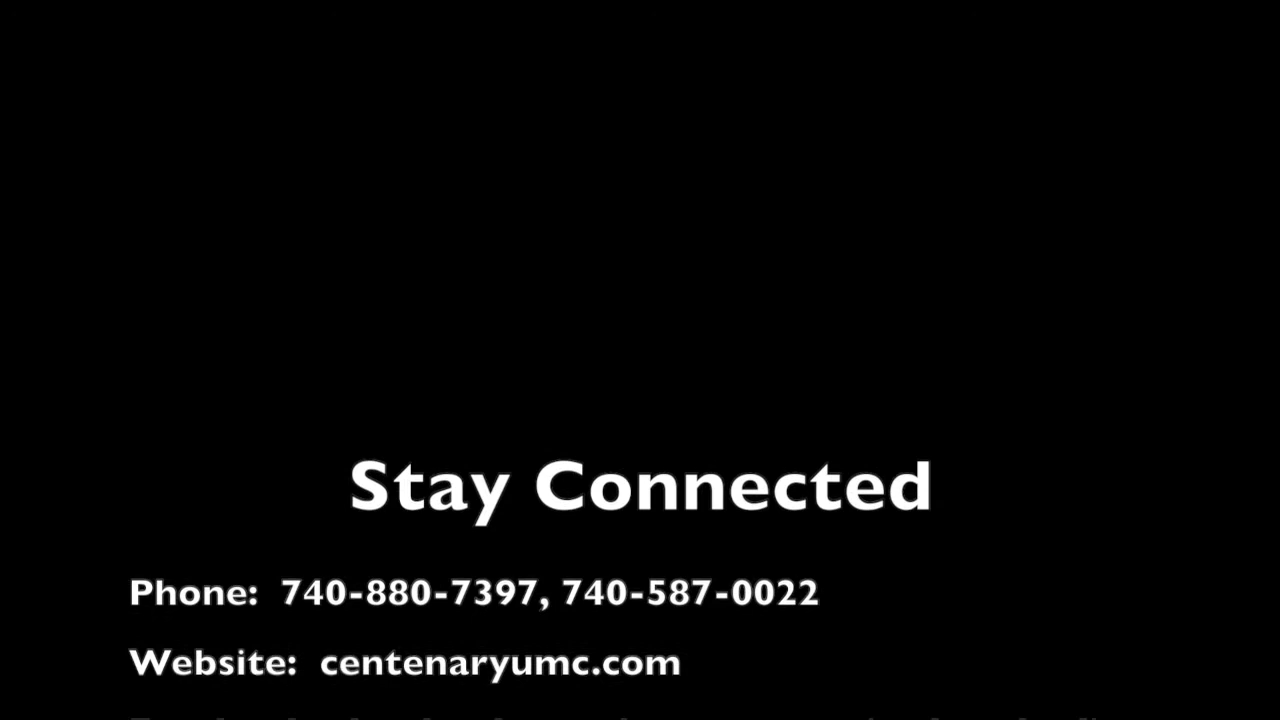 Stay Connected
Phone: 740-880-7397, 740-587-0022
Website: centenaryumc.com